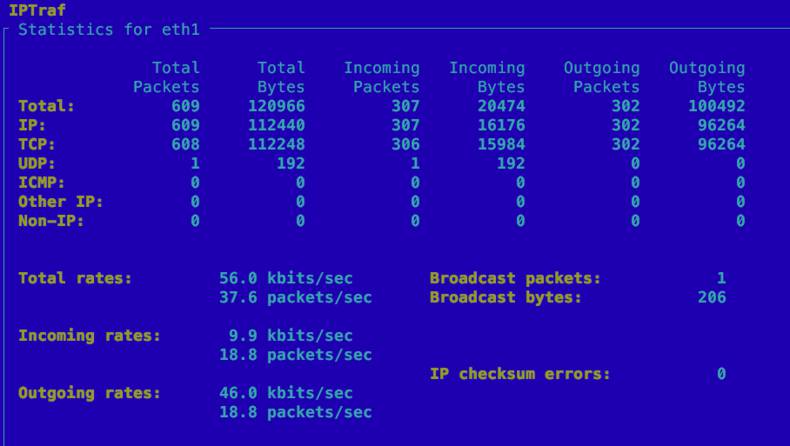 IPTraf
Statistics for eth1
Total Total Incoming Incoming Outgoing Outgoing
Packets Bytes Packets Bytes Packets Bytes
Total: 609 120966 307 20474 302 100492
IP: 609 112440 307 16176 302 96264
TCP: 608 112248 306 15984 302 96264
UDP: 1 192 1 192 0 0
ICMP: 0 0 0 0 0 0
Other IP: 0 0 0 0 0 0
Non-IP: 0 0 0 0 0 0
Total rates: 56.0 kbits/sec Broadcast packets: 1
37.6 packets/sec Broadcast bytes: 206
Incoming rates: 9.9 kbits/sec
18.8 packets/sec
IP checksum errors: 0
Outgoing rates: 46.0 kbits/sec
18.8 packets/sec